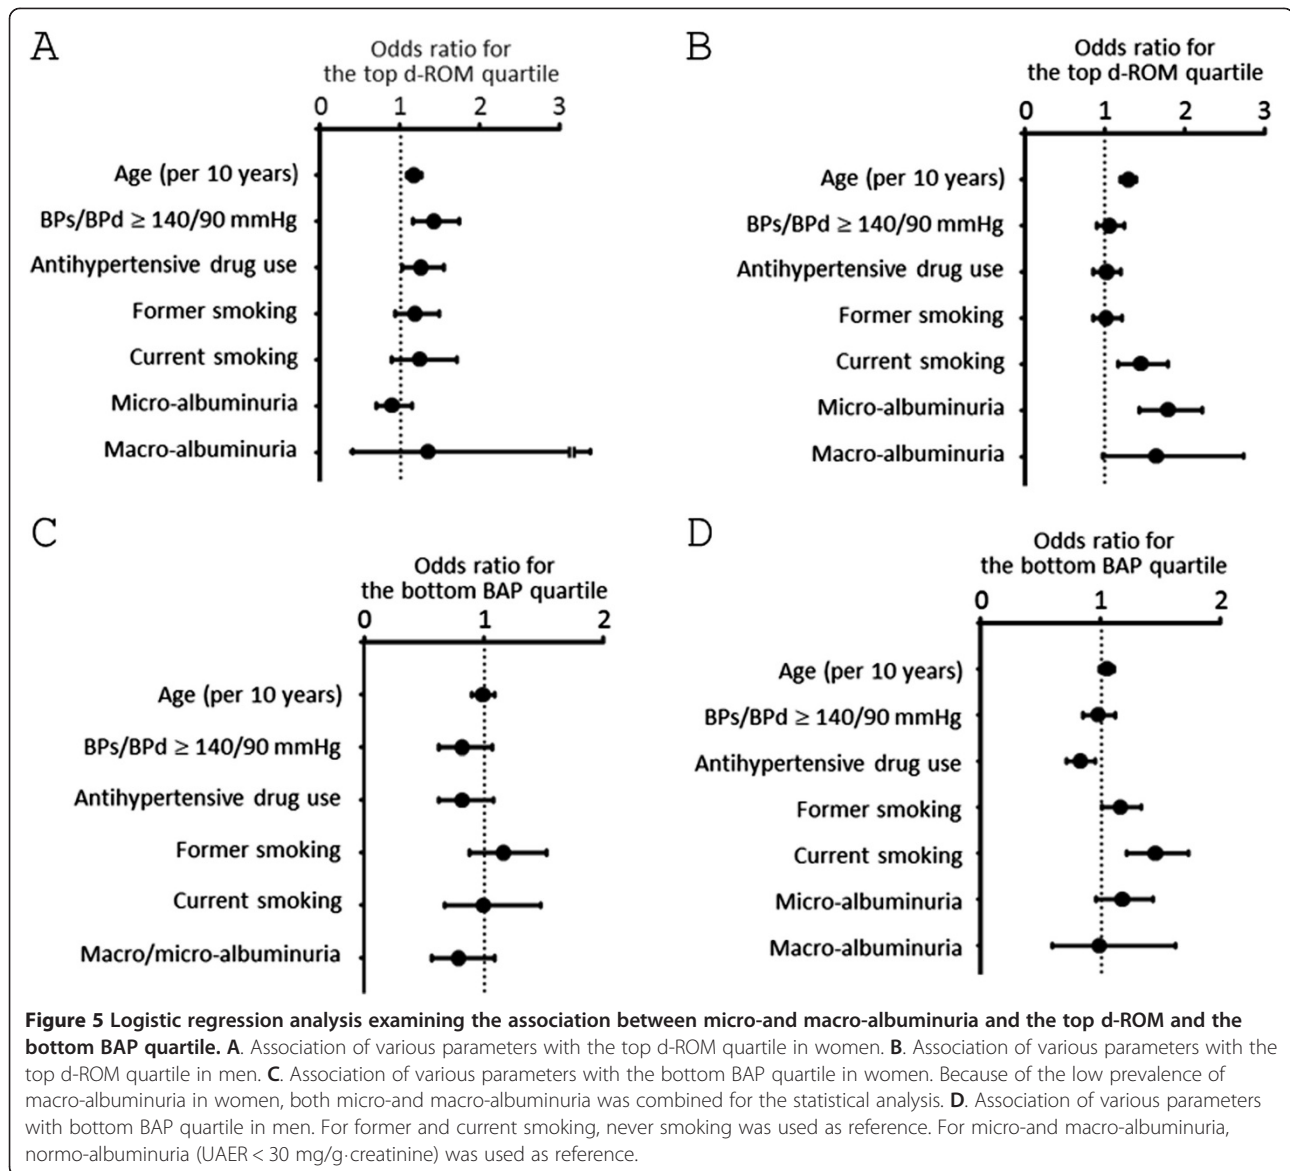 A
Odds ratio for
the top d-ROM quartile
0 1 2 3
Age (per 10 years)
BPs/BPd ≥ 140/90 mmHg
Antihypertensive drug use
Former smoking
Current smoking
Micro-albuminuria
Macro-albuminuria
B
Odds ratio for
the top d-ROM quartile
0 1 2 3
Age (per 10 years)
BPs/BPd ≥ 140/90 mmHg
Antihypertensive drug use
Former smoking
Current smoking
Micro-albuminuria
Macro-albuminuria
C
Odds ratio for
the bottom BAP quartile
0 1 2
Age (per 10 years)
BPs/BPd ≥ 140/90 mmHg
Antihypertensive drug use
Former smoking
Current smoking
Macro/micro-albuminuria
D
Odds ratio for
the bottom BAP quartile
0 1 2
Age (per 10 years)
BPs/BPd ≥ 140/90 mmHg
Antihypertensive drug use
Former smoking
Current smoking
Micro-albuminuria
Macro-albuminuria
Figure 5 Logistic regression analysis examining the association between micro-and macro-albuminuria and the top d-ROM and the
bottom BAP quartile. A. Association of various parameters with the top d-ROM quartile in women. B. Association of various parameters with the
top d-ROM quartile in men. C. Association of various parameters with the bottom BAP quartile in women. Because of the low prevalence of
macro-albuminuria in women, both micro-and macro-albuminuria was combined for the statistical analysis. D. Association of various parameters
with bottom BAP quartile in men. For former and current smoking, never smoking was used as reference. For micro-and macro-albuminuria,
normo-albuminuria (UAER < 30 mg/g·creatinine) was used as reference.